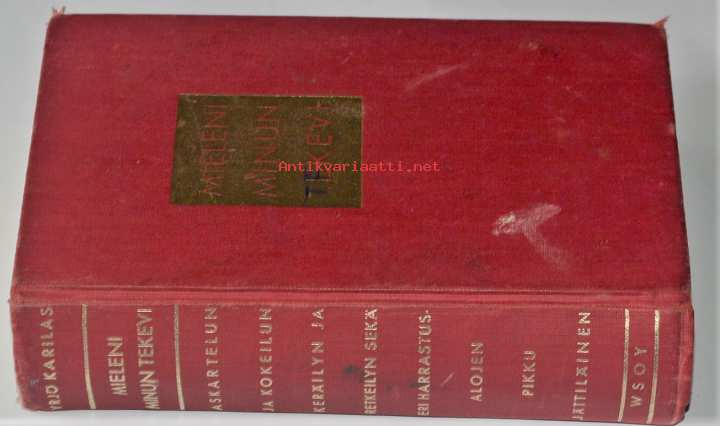 MIELENI
MINUN
TEKEVI
Antikvariaatti.net
YRJÖ KARILAS
MIELENI
MINUN TEKEVI
ASKARTELUN
JA KOKEILUN
KERÄILYN JA
RETKEILYN SEKÄ
ERI HARRASTUS-
ALOJEN
PIKKU
JÄTTILÄINEN
WSOY